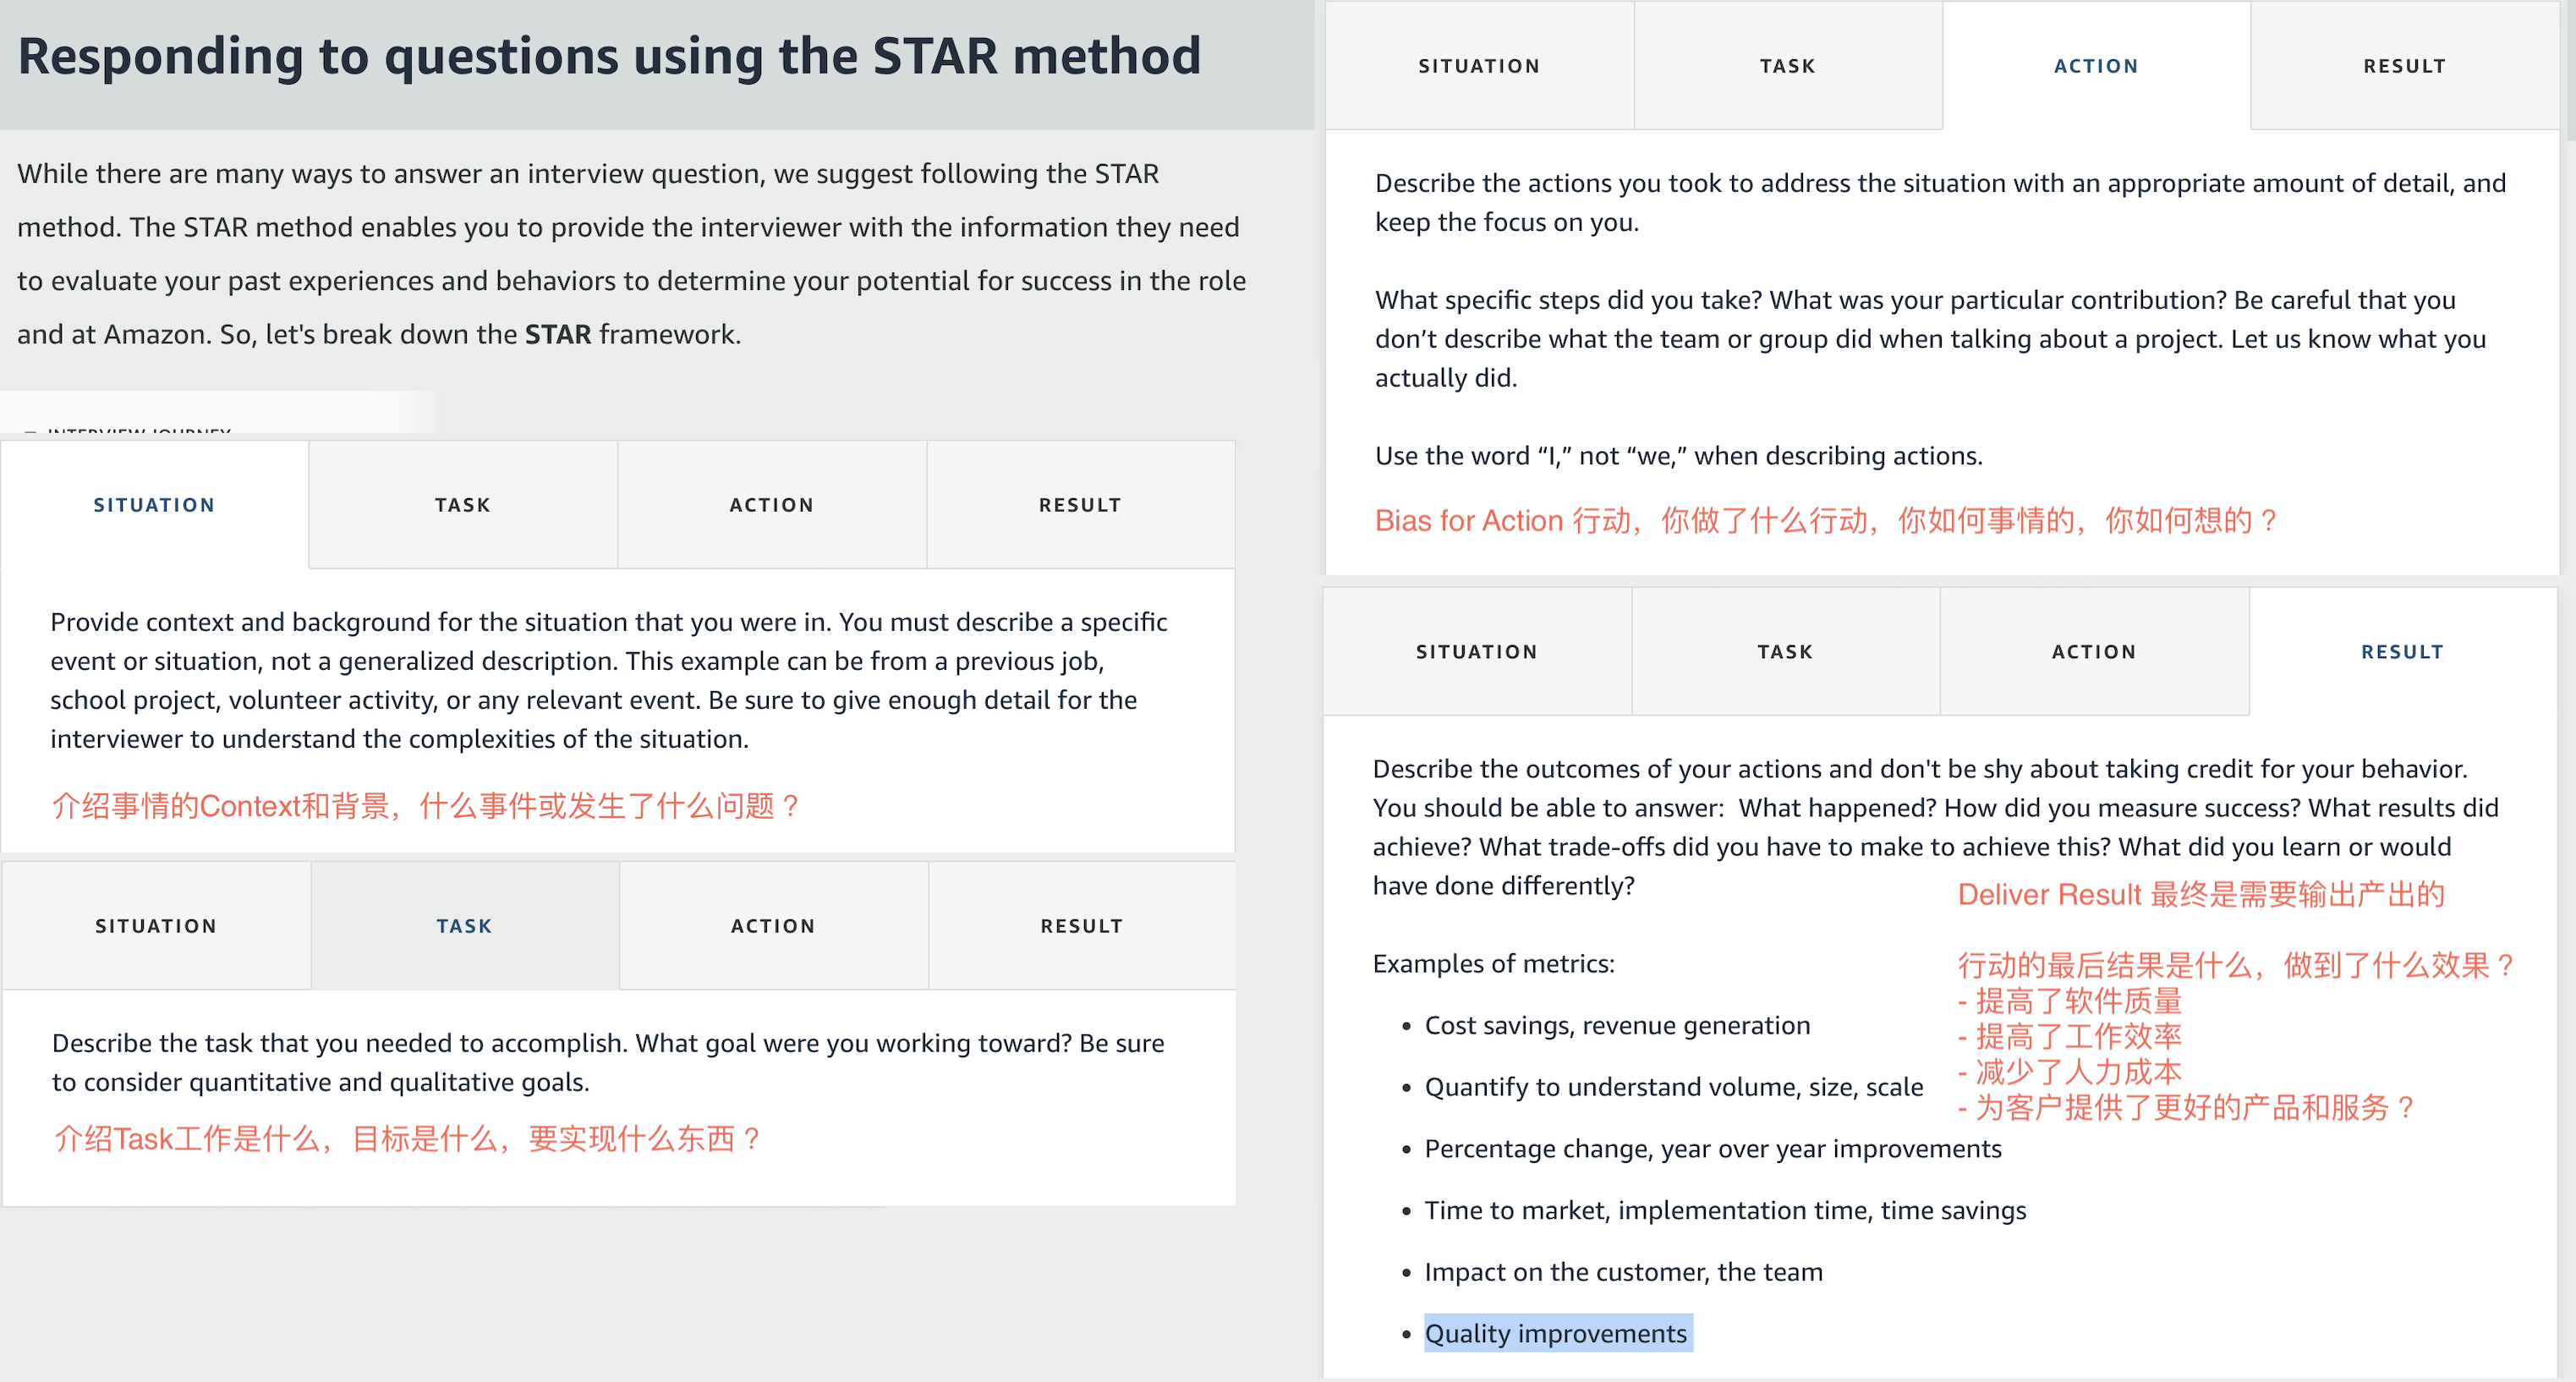 Responding to questions using the STAR method
While there are many ways to answer an interview question, we suggest following the STAR
method. The STAR method enables you to provide the interviewer with the information they need
to evaluate your past experiences and behaviors to determine your potential for success in the role
and at Amazon. So, let's break down the STAR framework.
INTERVIEW JOURNEY
SITUATION TASK ACTION RESULT
Provide context and background for the situation that you were in. You must describe a specific
event or situation, not a generalized description. This example can be from a previous job,
school project, volunteer activity, or any relevant event. Be sure to give enough detail for the
interviewer to understand the complexities of the situation.
介绍事情的Context和背景，什么事件或发生了什么问题？
SITUATION TASK ACTION RESULT
Describe the task that you needed to accomplish. What goal were you working toward? Be sure
to consider quantitative and qualitative goals.
介绍Task工作是什么，目标是什么，要实现什么东西？
SITUATION TASK ACTION RESULT
Describe the actions you took to address the situation with an appropriate amount of detail, and
keep the focus on you.
What specific steps did you take? What was your particular contribution? Be careful that you
don’t describe what the team or group did when talking about a project. Let us know what you
actually did.
Use the word “I,” not “we,” when describing actions.
Bias for Action 行动，你做了什么行动，你如何事情的，你如何想的？
SITUATION TASK ACTION RESULT
Describe the outcomes of your actions and don't be shy about taking credit for your behavior.
You should be able to answer:  What happened? How did you measure success? What results did
achieve? What trade-offs did you have to make to achieve this? What did you learn or would
have done differently?
Deliver Result 最终是需要输出产出的
行动的最后结果是什么，做到了什么效果？
- 提高了软件质量
- 提高了工作效率
- 减少了人力成本
- 为客户提供了更好的产品和服务？
Examples of metrics:
• Cost savings, revenue generation
• Quantify to understand volume, size, scale
• Percentage change, year over year improvements
• Time to market, implementation time, time savings
• Impact on the customer, the team
• Quality improvements